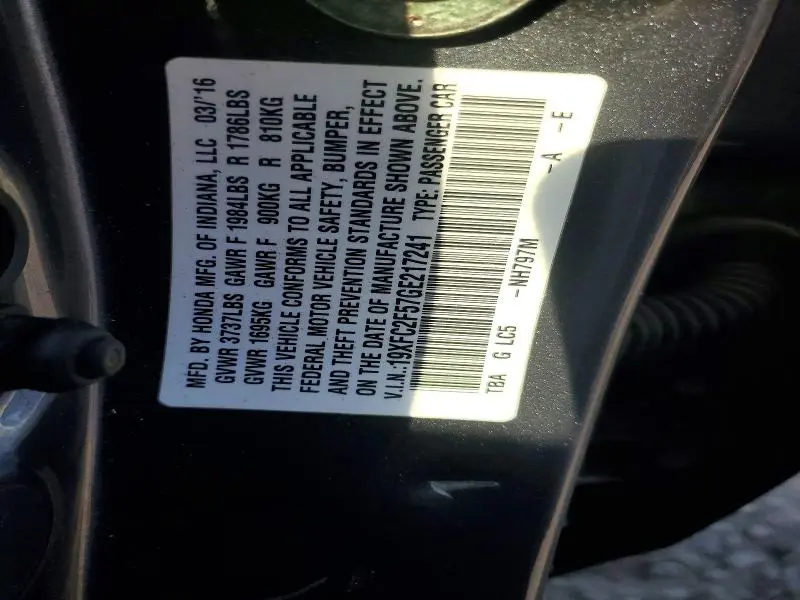 MFD. BY HONDA MFG. OF INDIANA, LLC 03/'16
GVWR 3737LBS GAWR F 1984LBS R 1786LBS
GVWR 1695KG GAWR F 900KG R 810KG
THIS VEHICLE CONFORMS TO ALL APPLICABLE
FEDERAL MOTOR VEHICLE SAFETY, BUMPER,
AND THEFT PREVENTION STANDARDS IN EFFECT
ON THE DATE OF MANUFACTURE SHOWN ABOVE.
V.I.N.:19XFC2F57GE217241 TYPE: PASSENGER CAR
TBA G LC5 -NH797M -A -E